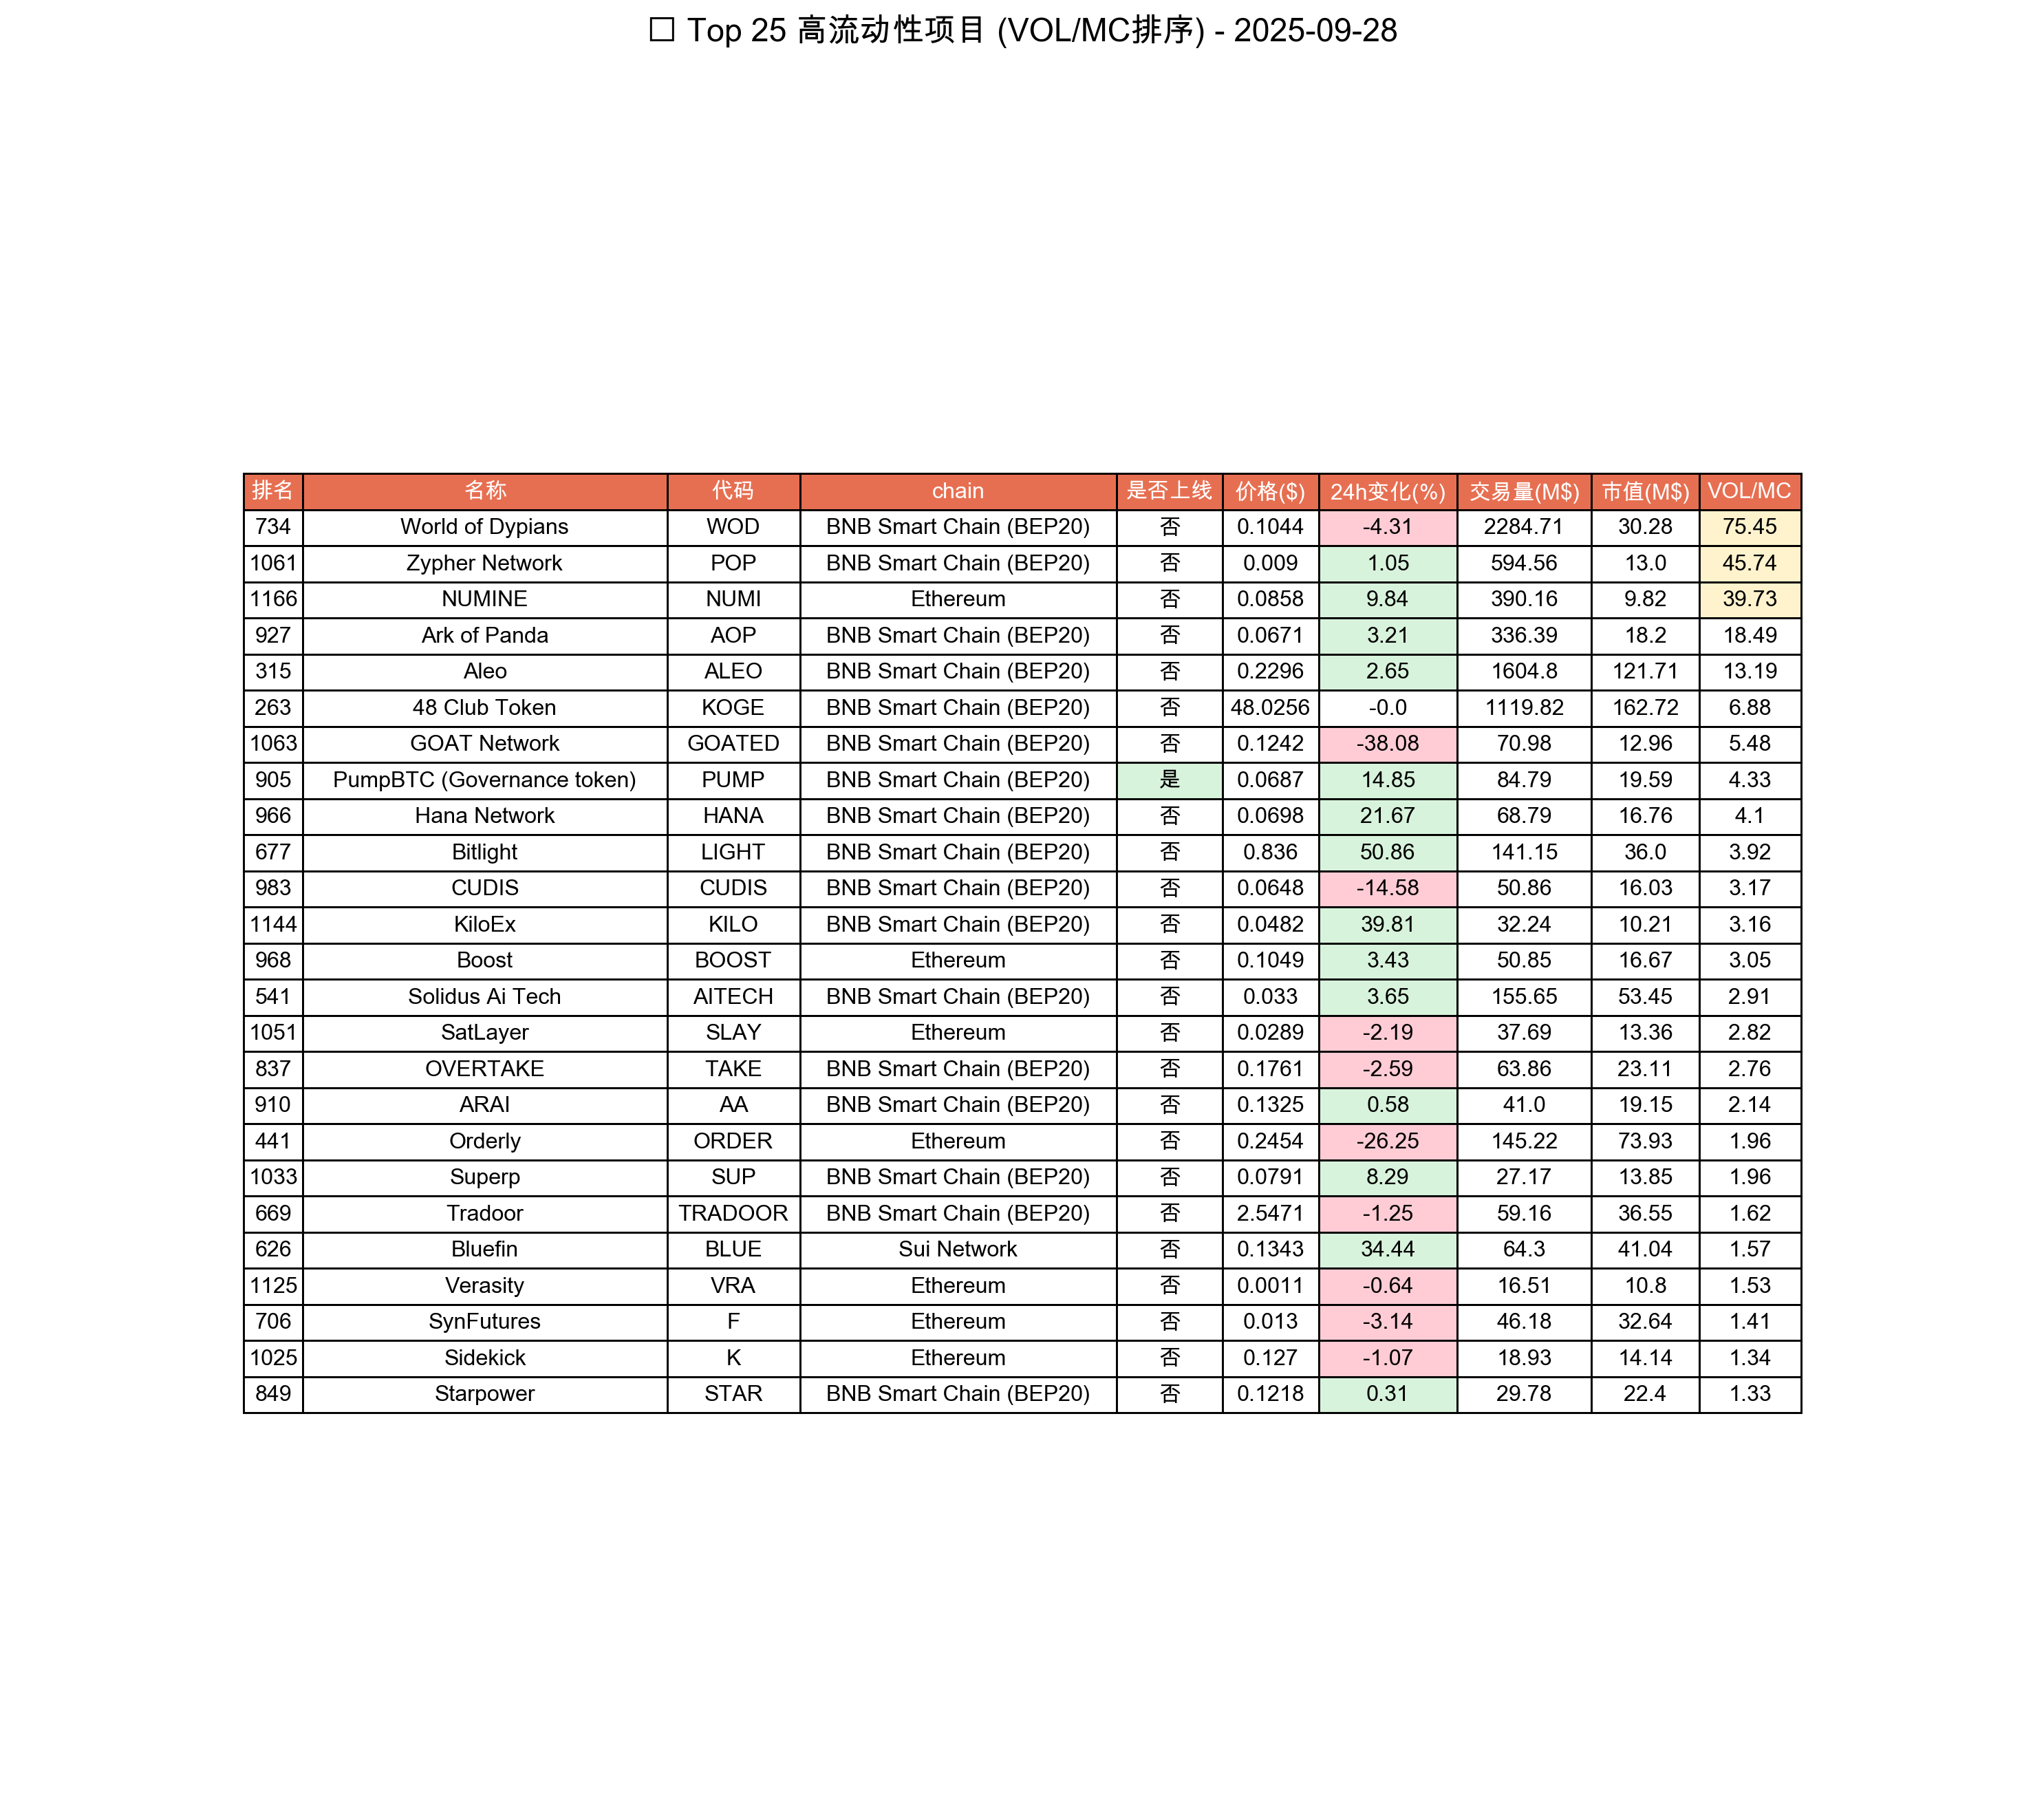 □ Top 25 高流动性项目 (VOL/MC排序) - 2025-09-28
排名 名称 代码 chain 是否上线 价格($) 24h变化(%) 交易量(M$) 市值(M$) VOL/MC
734 World of Dypians WOD BNB Smart Chain (BEP20) 否 0.1044 -4.31 2284.71 30.28 75.45
1061 Zypher Network POP BNB Smart Chain (BEP20) 否 0.009 1.05 594.56 13.0 45.74
1166 NUMINE NUMI Ethereum 否 0.0858 9.84 390.16 9.82 39.73
927 Ark of Panda AOP BNB Smart Chain (BEP20) 否 0.0671 3.21 336.39 18.2 18.49
315 Aleo ALEO BNB Smart Chain (BEP20) 否 0.2296 2.65 1604.8 121.71 13.19
263 48 Club Token KOGE BNB Smart Chain (BEP20) 否 48.0256 -0.0 1119.82 162.72 6.88
1063 GOAT Network GOATED BNB Smart Chain (BEP20) 否 0.1242 -38.08 70.98 12.96 5.48
905 PumpBTC (Governance token) PUMP BNB Smart Chain (BEP20) 是 0.0687 14.85 84.79 19.59 4.33
966 Hana Network HANA BNB Smart Chain (BEP20) 否 0.0698 21.67 68.79 16.76 4.1
677 Bitlight LIGHT BNB Smart Chain (BEP20) 否 0.836 50.86 141.15 36.0 3.92
983 CUDIS CUDIS BNB Smart Chain (BEP20) 否 0.0648 -14.58 50.86 16.03 3.17
1144 KiloEx KILO BNB Smart Chain (BEP20) 否 0.0482 39.81 32.24 10.21 3.16
968 Boost BOOST Ethereum 否 0.1049 3.43 50.85 16.67 3.05
541 Solidus Ai Tech AITECH BNB Smart Chain (BEP20) 否 0.033 3.65 155.65 53.45 2.91
1051 SatLayer SLAY Ethereum 否 0.0289 -2.19 37.69 13.36 2.82
837 OVERTAKE TAKE BNB Smart Chain (BEP20) 否 0.1761 -2.59 63.86 23.11 2.76
910 ARAI AA BNB Smart Chain (BEP20) 否 0.1325 0.58 41.0 19.15 2.14
441 Orderly ORDER Ethereum 否 0.2454 -26.25 145.22 73.93 1.96
1033 Superp SUP BNB Smart Chain (BEP20) 否 0.0791 8.29 27.17 13.85 1.96
669 Tradoor TRADOOR BNB Smart Chain (BEP20) 否 2.5471 -1.25 59.16 36.55 1.62
626 Bluefin BLUE Sui Network 否 0.1343 34.44 64.3 41.04 1.57
1125 Verasity VRA Ethereum 否 0.0011 -0.64 16.51 10.8 1.53
706 SynFutures F Ethereum 否 0.013 -3.14 46.18 32.64 1.41
1025 Sidekick K Ethereum 否 0.127 -1.07 18.93 14.14 1.34
849 Starpower STAR BNB Smart Chain (BEP20) 否 0.1218 0.31 29.78 22.4 1.33